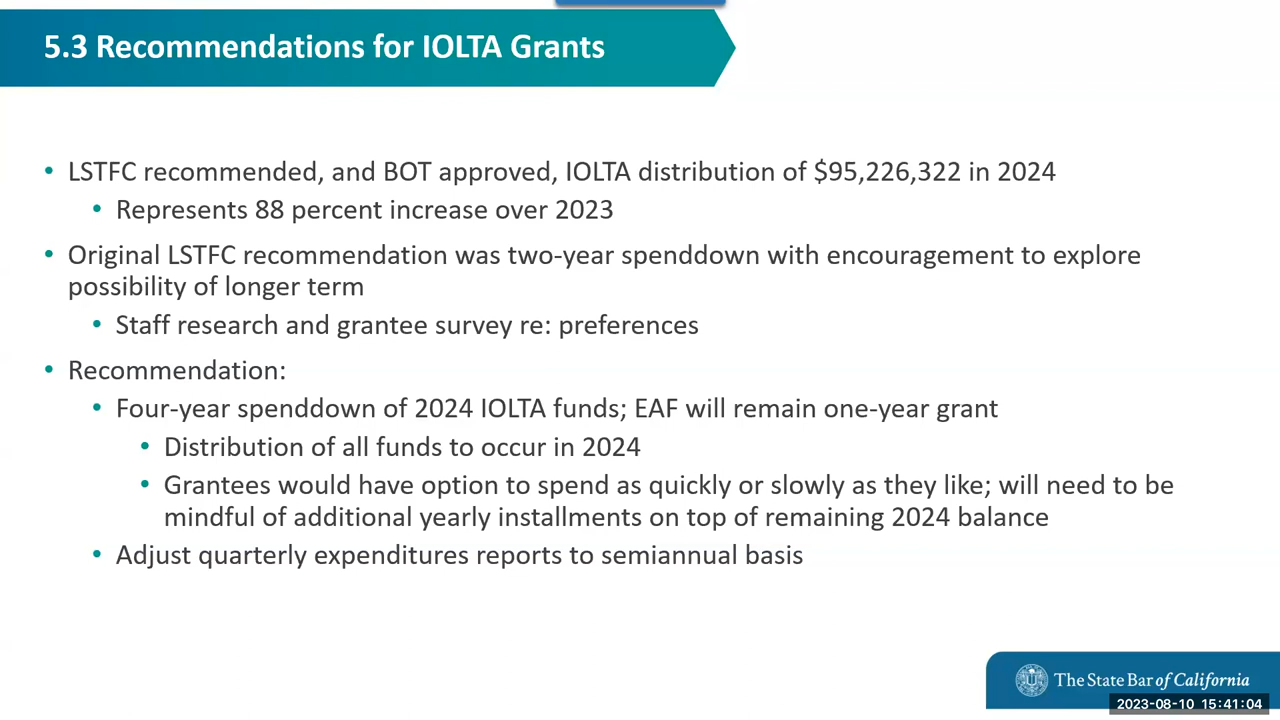 5.3 Recommendations for IOLTA Grants
• LSTFC recommended, and BOT approved, IOLTA distribution of $95,226,322 in 2024
• Represents 88 percent increase over 2023
• Original LSTFC recommendation was two-year spenddown with encouragement to explore
possibility of longer term
• Staff research and grantee survey re: preferences
• Recommendation:
• Four-year spenddown of 2024 IOLTA funds; EAF will remain one-year grant
• Distribution of all funds to occur in 2024
• Grantees would have option to spend as quickly or slowly as they like; will need to be
mindful of additional yearly installments on top of remaining 2024 balance
• Adjust quarterly expenditures reports to semiannual basis
The State Bar of California
2023-08-10 15:41:04